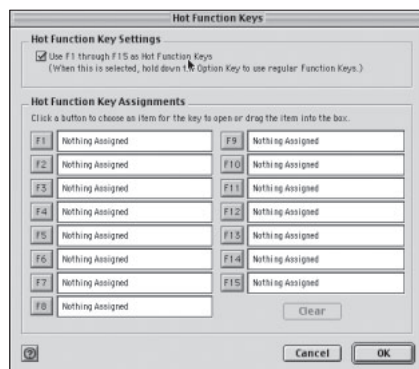 Hot Function Keys
Hot Function Key Settings
Use F1 through F15 as Hot Function Keys
(When this is selected, hold down the Option Key to use regular Function Keys.)
Hot Function Key Assignments
Click a button to choose an item for the key to open or drag the item into the box.
F1 Nothing Assigned
F2 Nothing Assigned
F3 Nothing Assigned
F4 Nothing Assigned
F5 Nothing Assigned
F6 Nothing Assigned
F7 Nothing Assigned
F8 Nothing Assigned
F9 Nothing Assigned
F10 Nothing Assigned
F11 Nothing Assigned
F12 Nothing Assigned
F13 Nothing Assigned
F14 Nothing Assigned
F15 Nothing Assigned
Clear
?
Cancel OK